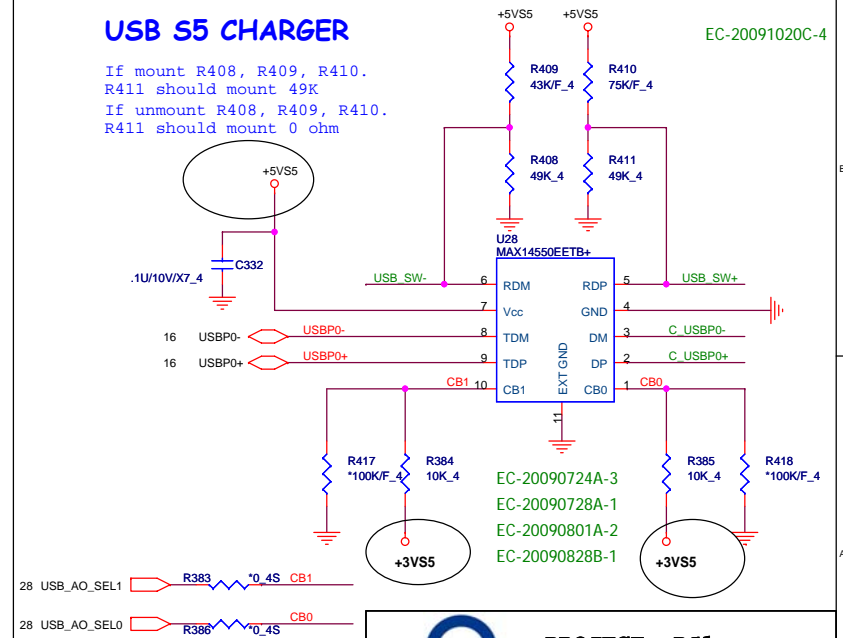 USB S5 CHARGER
If mount R408, R409, R410.
R411 should mount 49K
If unmount R408, R409, R410.
R411 should mount 0 ohm
+5VS5
+5VS5
EC-20091020C-4
R409
43K/F_4
R410
75K/F_4
R408
49K_4
R411
49K_4
+5VS5
C332
.1U/10V/X7_4
U28
MAX14550EETB+
USB_SW-
6
RDM
RDP
5
USB_SW+
7
Vcc
GND
4
16
USBP0-
USBP0-
8
TDM
DM
3
C_USBP0-
16
USBP0+
USBP0+
9
TDP
DP
2
C_USBP0+
CB1
10
CB1
EXT GND
CB0
1
CB0
11
R417
*100K/F_4
R384
10K_4
R385
10K_4
R418
*100K/F_4
EC-20090724A-3
EC-20090728A-1
EC-20090801A-2
EC-20090828B-1
+3VS5
+3VS5
28 USB_AO_SEL1
R383
*0_4S
CB1
28 USB_AO_SEL0
R386
*0_4S
CB0
B
A